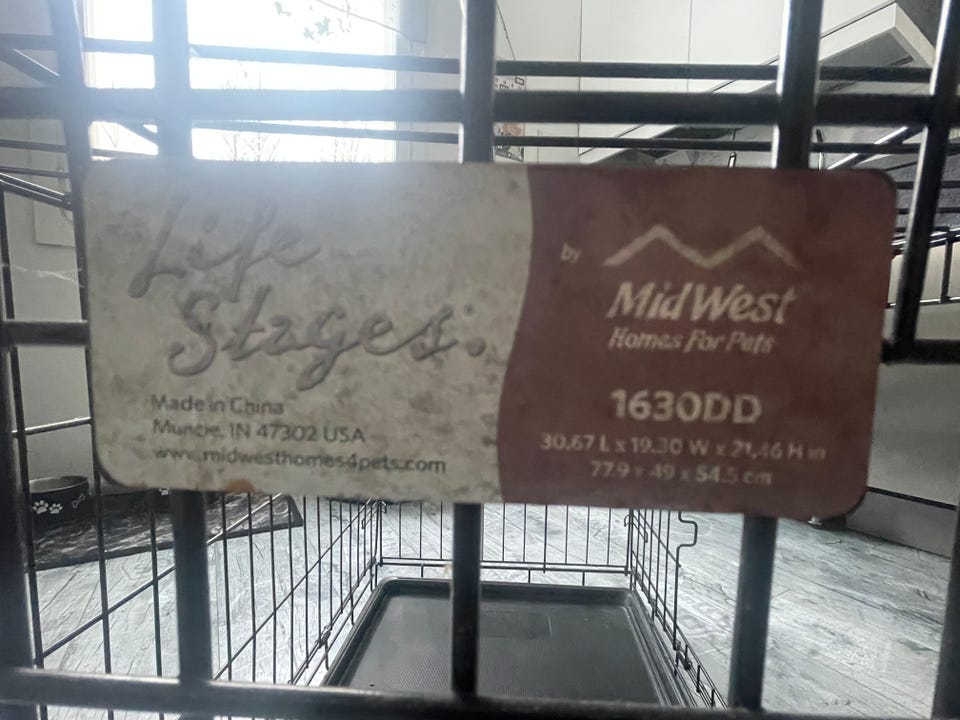 Life
Stages.
Made in China
Muncie, IN 47302 USA
www.midwesthomes4pets.com
by
MidWest
Homes For Pets
1630DD
30.67 L x 19.30 W x 21.46 H in
77.9 x 49 x 54.5 cm